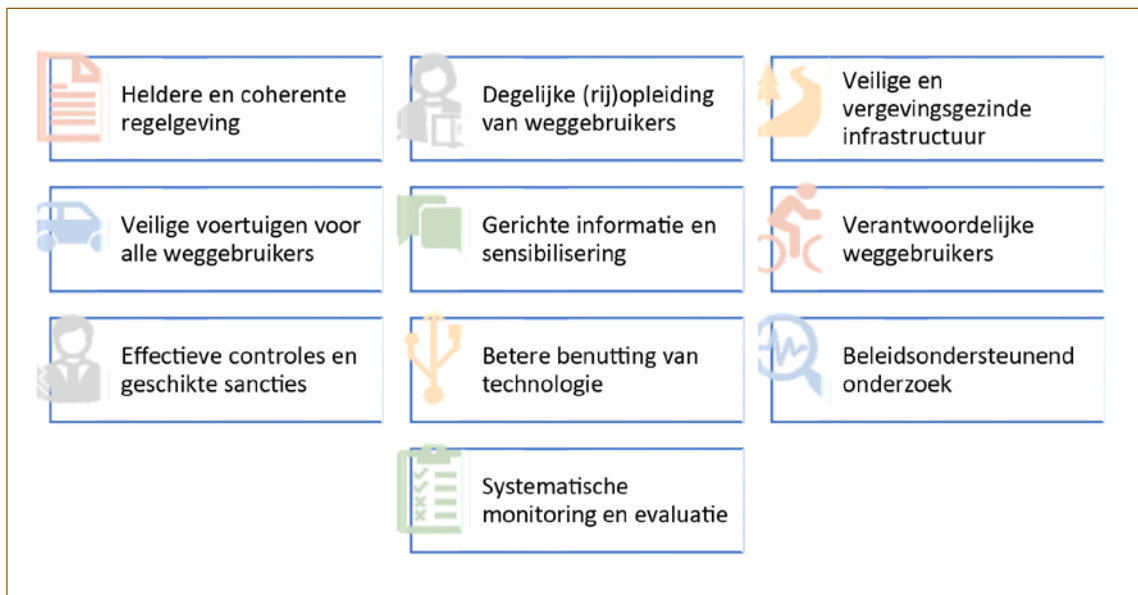 Heldere en coherente
regelgeving
Degelijke (rij)opleiding
van weggebruikers
Veilige en
vergevingsgezinde
infrastructuur
Veilige voertuigen voor
alle weggebruikers
Gerichte informatie en
sensibilisering
Verantwoordelijke
weggebruikers
Effectieve controles en
geschikte sancties
Betere benutting van
technologie
Beleidsondersteunend
onderzoek
Systematische
monitoring en evaluatie